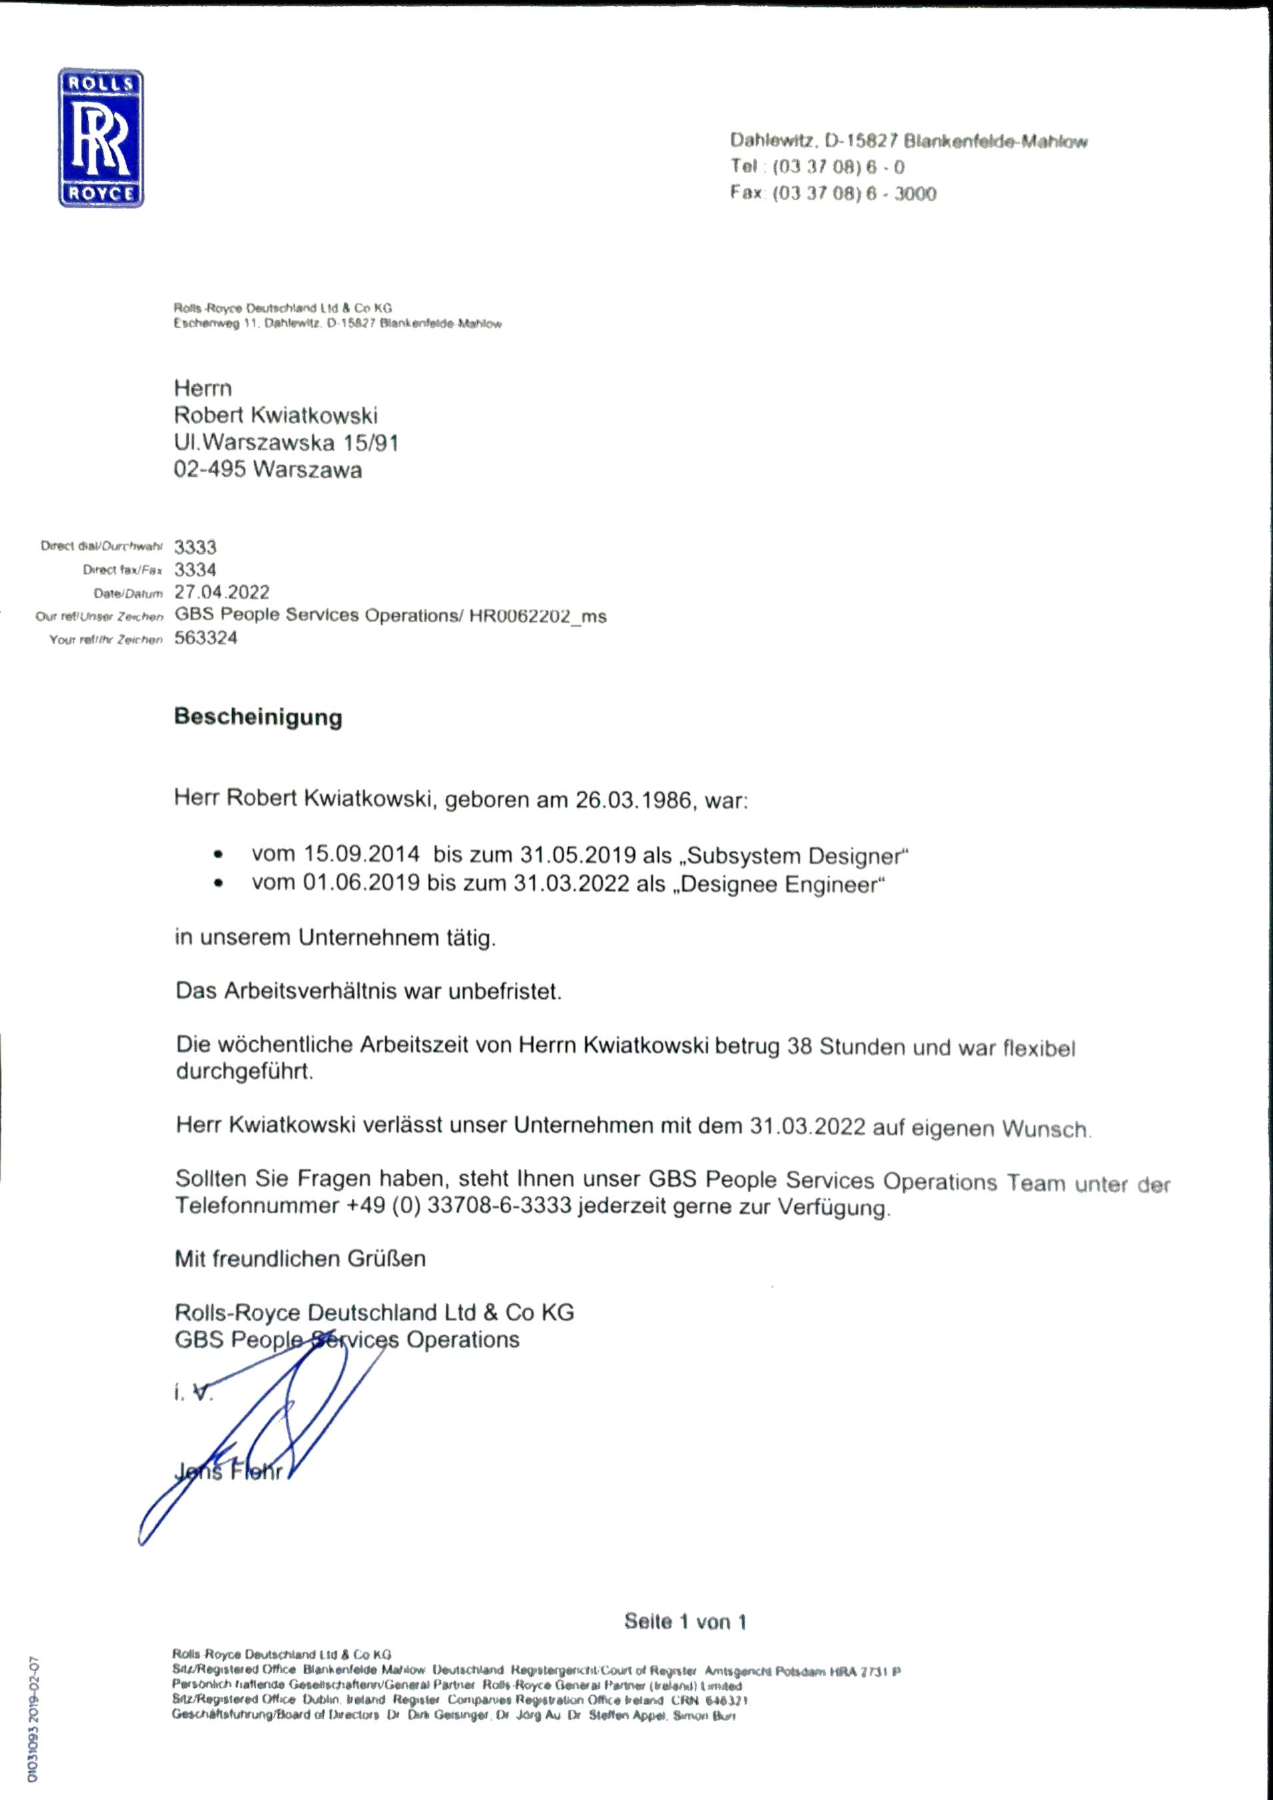 ROLLS
RR
ROYCE
Dahlewitz, D-15827 Blankenfelde-Mahlow
Tel : (03 37 08) 6 - 0
Fax: (03 37 08) 6 - 3000
Rolls-Royce Deutschland Ltd & Co KG
Eschenweg 11, Dahlewitz, D-15827 Blankenfelde-Mahlow
Herrn
Robert Kwiatkowski
Ul.Warszawska 15/91
02-495 Warszawa
Direct dial/Durchwahl 3333
Direct fax/Fax 3334
Date/Datum 27.04.2022
Our ref/Unser Zeichen GBS People Services Operations/ HR0062202_ms
Your ref/Ihr Zeichen 563324
Bescheinigung
Herr Robert Kwiatkowski, geboren am 26.03.1986, war:
• vom 15.09.2014 bis zum 31.05.2019 als „Subsystem Designer“
• vom 01.06.2019 bis zum 31.03.2022 als „Designee Engineer“
in unserem Unternehnem tätig.
Das Arbeitsverhältnis war unbefristet.
Die wöchentliche Arbeitszeit von Herrn Kwiatkowski betrug 38 Stunden und war flexibel
durchgeführt.
Herr Kwiatkowski verlässt unser Unternehmen mit dem 31.03.2022 auf eigenen Wunsch.
Sollten Sie Fragen haben, steht Ihnen unser GBS People Services Operations Team unter der
Telefonnummer +49 (0) 33708-6-3333 jederzeit gerne zur Verfügung.
Mit freundlichen Grüßen
Rolls-Royce Deutschland Ltd & Co KG
GBS People Services Operations
i. V.
Jens Flohr
Seite 1 von 1
Rolls-Royce Deutschland Ltd & Co KG
Sitz/Registered Office Blankenfelde Mahlow Deutschland Registergericht/Court of Register Amtsgericht Potsdam HRA 2731 P
Persönlich haftende Gesellschafterin/General Partner Rolls-Royce General Partner (Ireland) Limited
Sitz/Registered Office Dublin, Ireland Register Companies Registration Office Ireland CRN 646321
Geschäftsführung/Board of Directors Dr Dirk Geisinger, Dr Jörg Au Dr Steffen Appel, Simon Burr
01031093 2019-02-07